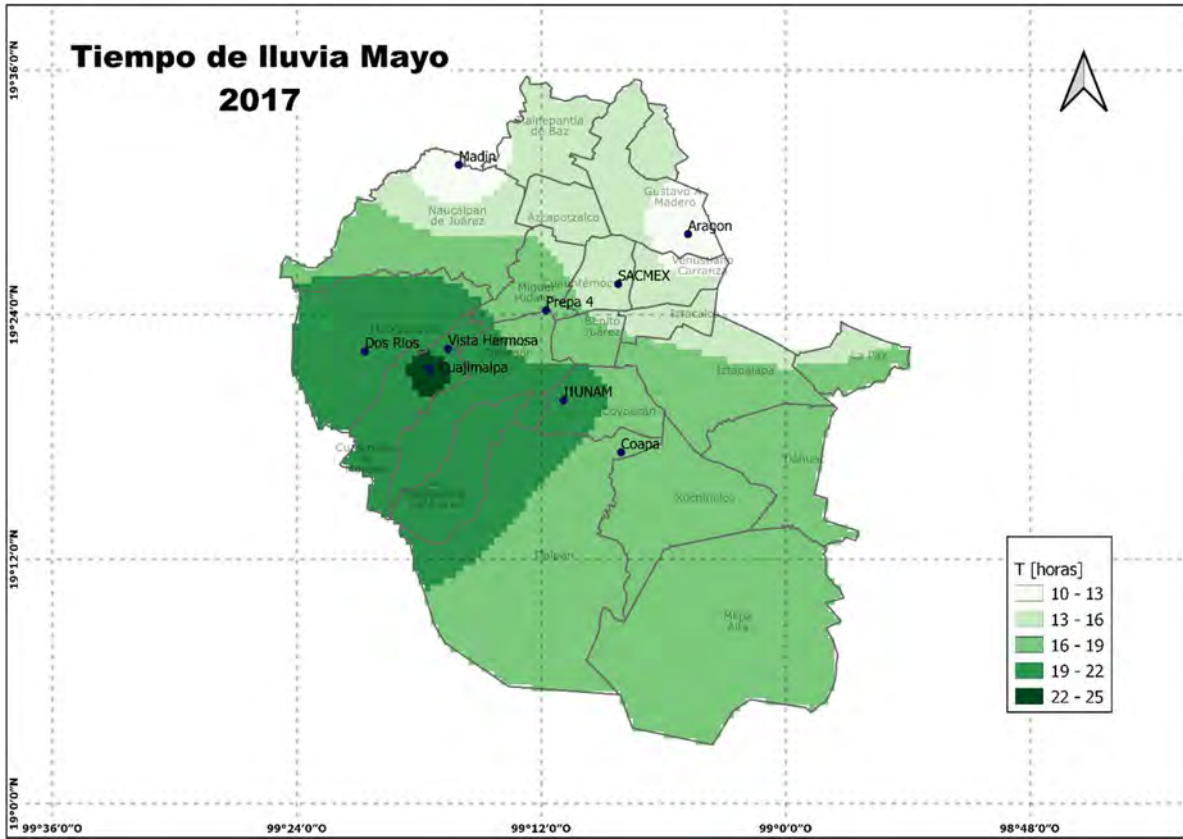 Tiempo de lluvia Mayo
2017
19°36'0"N
19°24'0"N
19°12'0"N
19°0'0"N
99°36'0"O
99°24'0"O
99°12'0"O
99°0'0"O
98°48'0"O
Tlalnepantla
de Baz
Madin
Naucalpan
de Juárez
Azcapotzalco
Gustavo A.
Madero
Aragon
Venustiano
Carranza
SACMEX
Cuauhtémoc
Miguel
Hidalgo
Prepa 4
Benito
Juárez
Iztacalco
Dos Rios
Vista Hermosa
Cuajimalpa
Iztapalapa
La Paz
IIUNAM
Coyoacán
Coapa
Tláhuac
Xochimilco
Tlalpan
Milpa
Alta
T [horas]
10 - 13
13 - 16
16 - 19
19 - 22
22 - 25